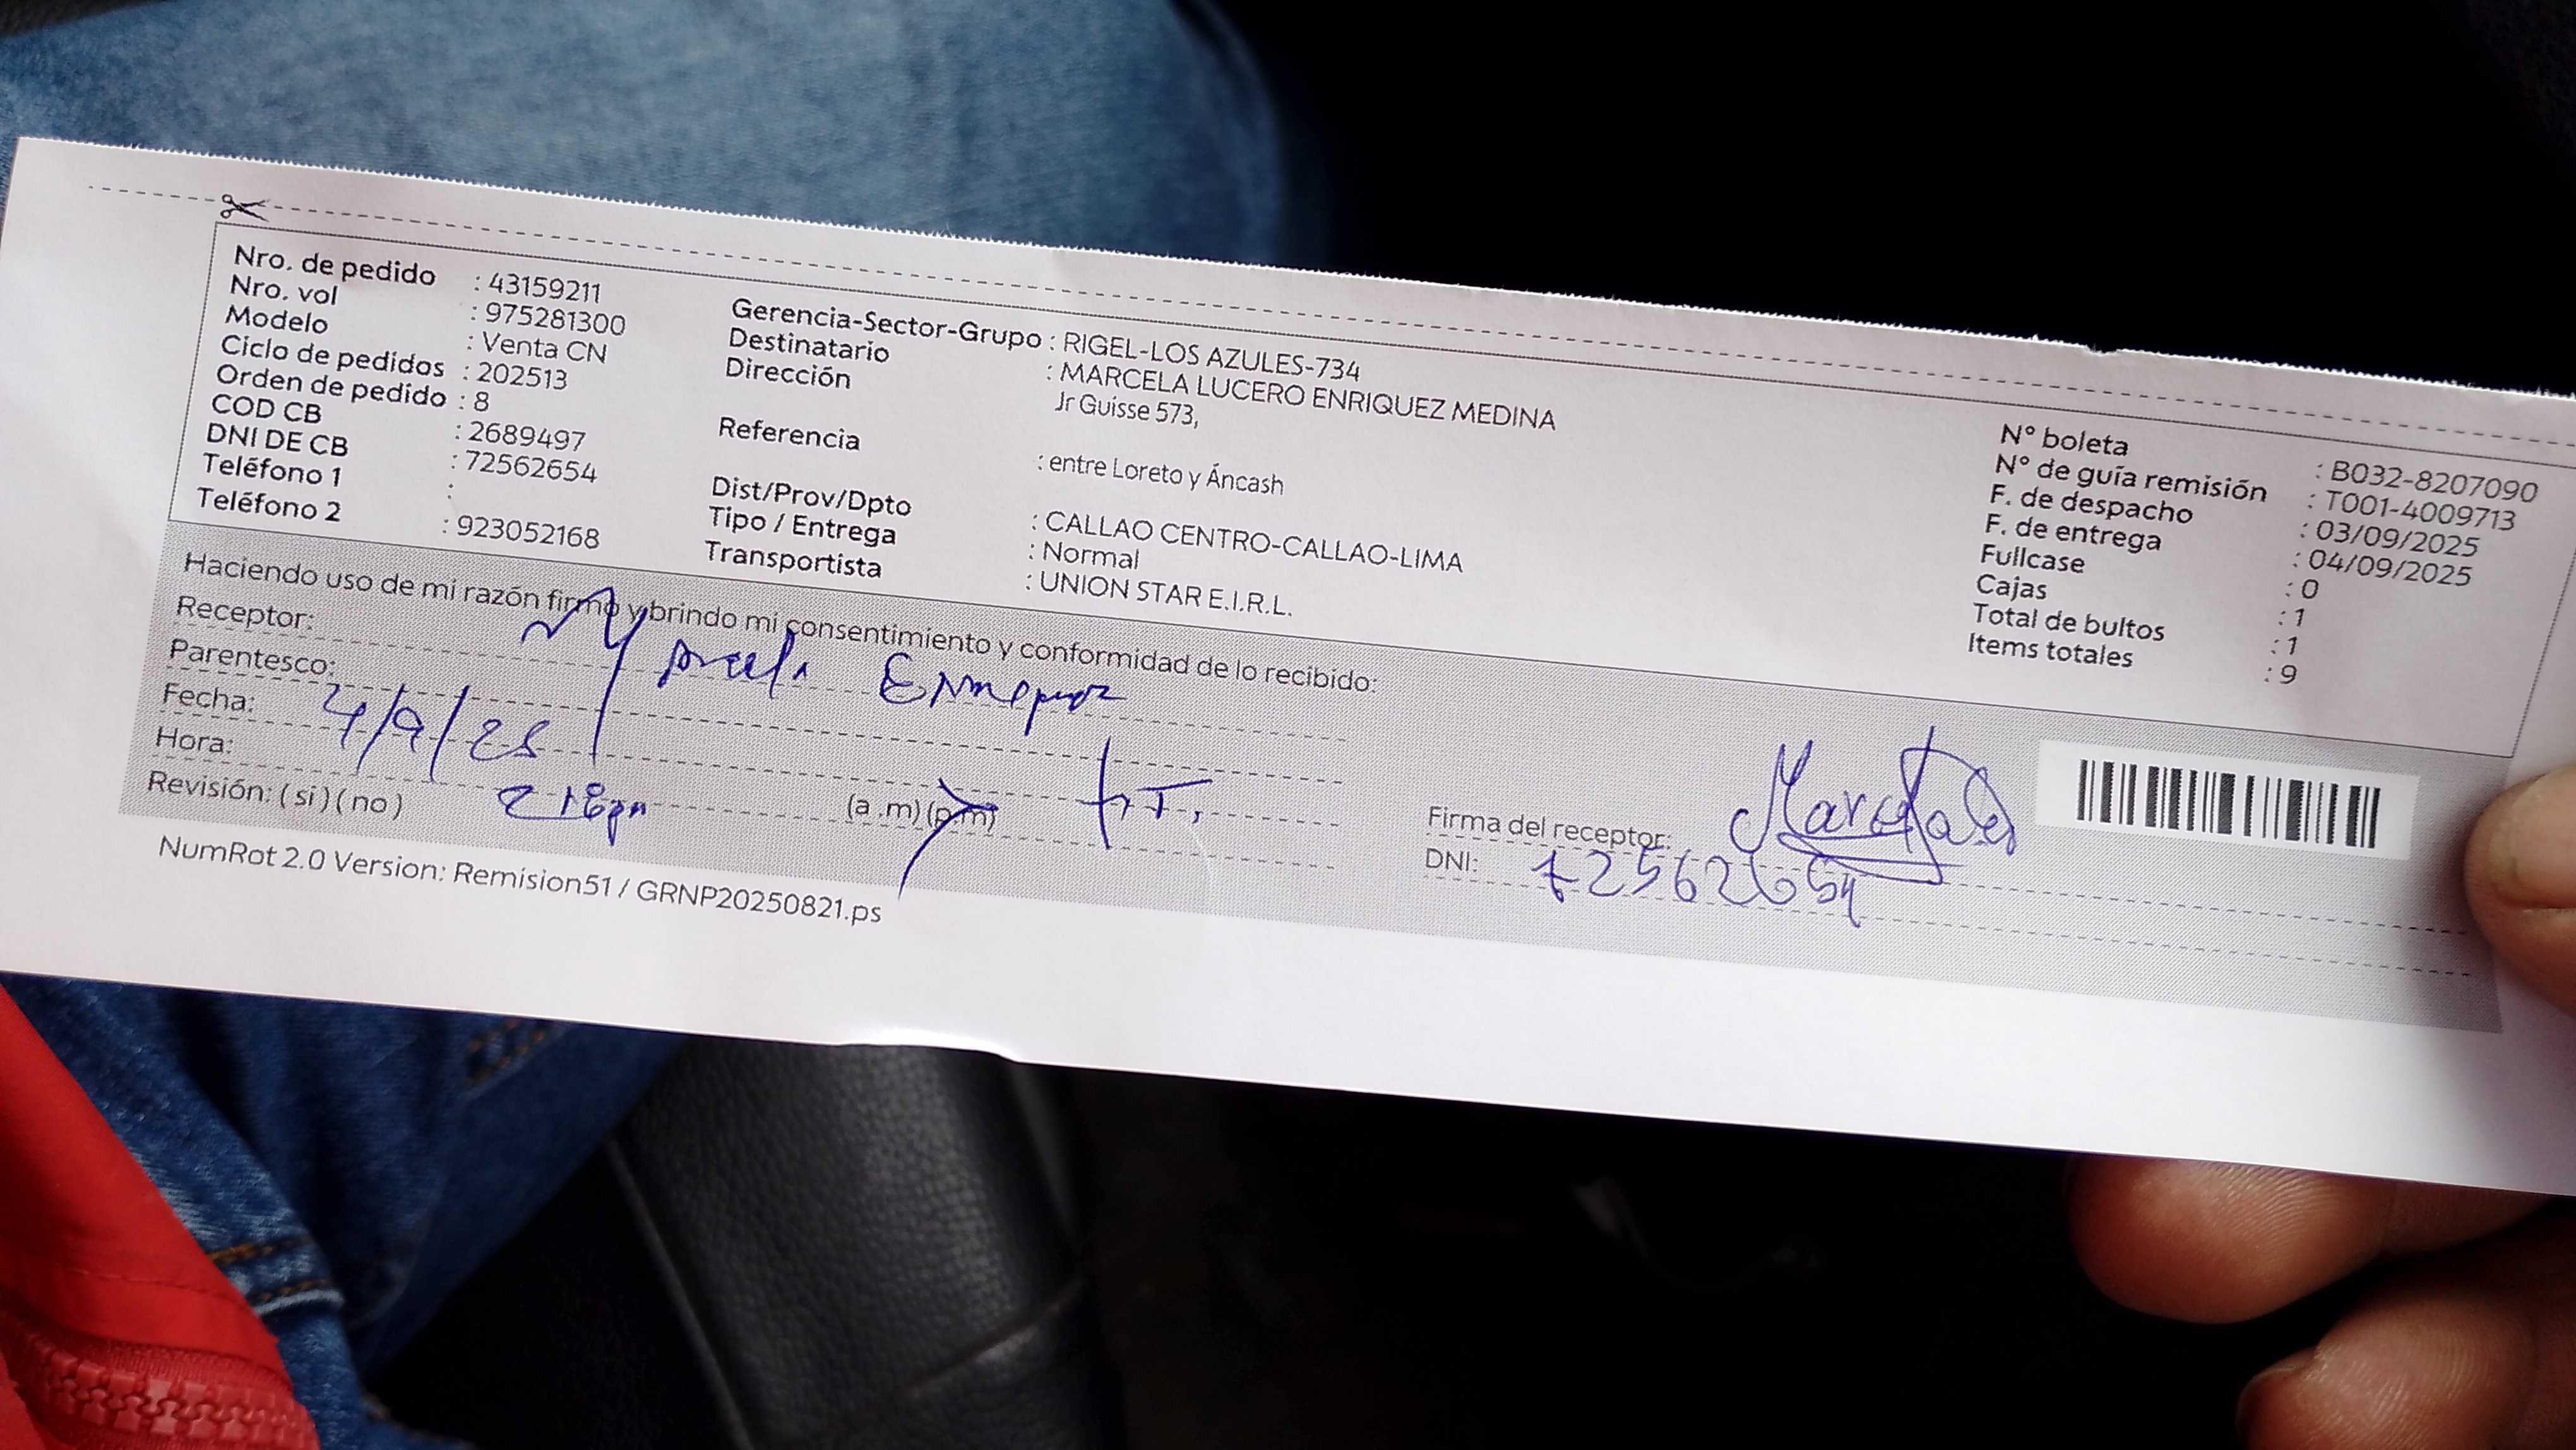 Nro. de pedido : 43159211
Nro. vol : 975281300
Modelo : Venta CN
Ciclo de pedidos : 202513
Orden de pedido : 8
COD CB : 2689497
DNI DE CB : 72562654
Teléfono 1 :
Teléfono 2 : 923052168
Gerencia-Sector-Grupo : RIGEL-LOS AZULES-734
Destinatario : MARCELA LUCERO ENRIQUEZ MEDINA
Dirección Jr Guisse 573,
Referencia : entre Loreto y Áncash
Dist/Prov/Dpto : CALLAO CENTRO-CALLAO-LIMA
Tipo / Entrega : Normal
Transportista : UNION STAR E.I.R.L.
N° boleta : B032-8207090
N° de guía remisión : T001-4009713
F. de despacho : 03/09/2025
F. de entrega : 04/09/2025
Fullcase : 0
Cajas : 1
Total de bultos : 1
Items totales : 9
Haciendo uso de mi razón firmo y brindo mi consentimiento y conformidad de lo recibido:
Receptor:
Parentesco:
Fecha: 4/9/25
Hora: (a .m) (p.m)
Revisión: ( si ) ( no )
Firma del receptor: Marcela
DNI: 72562654
NumRot 2.0 Version: Remision51 / GRNP20250821.ps